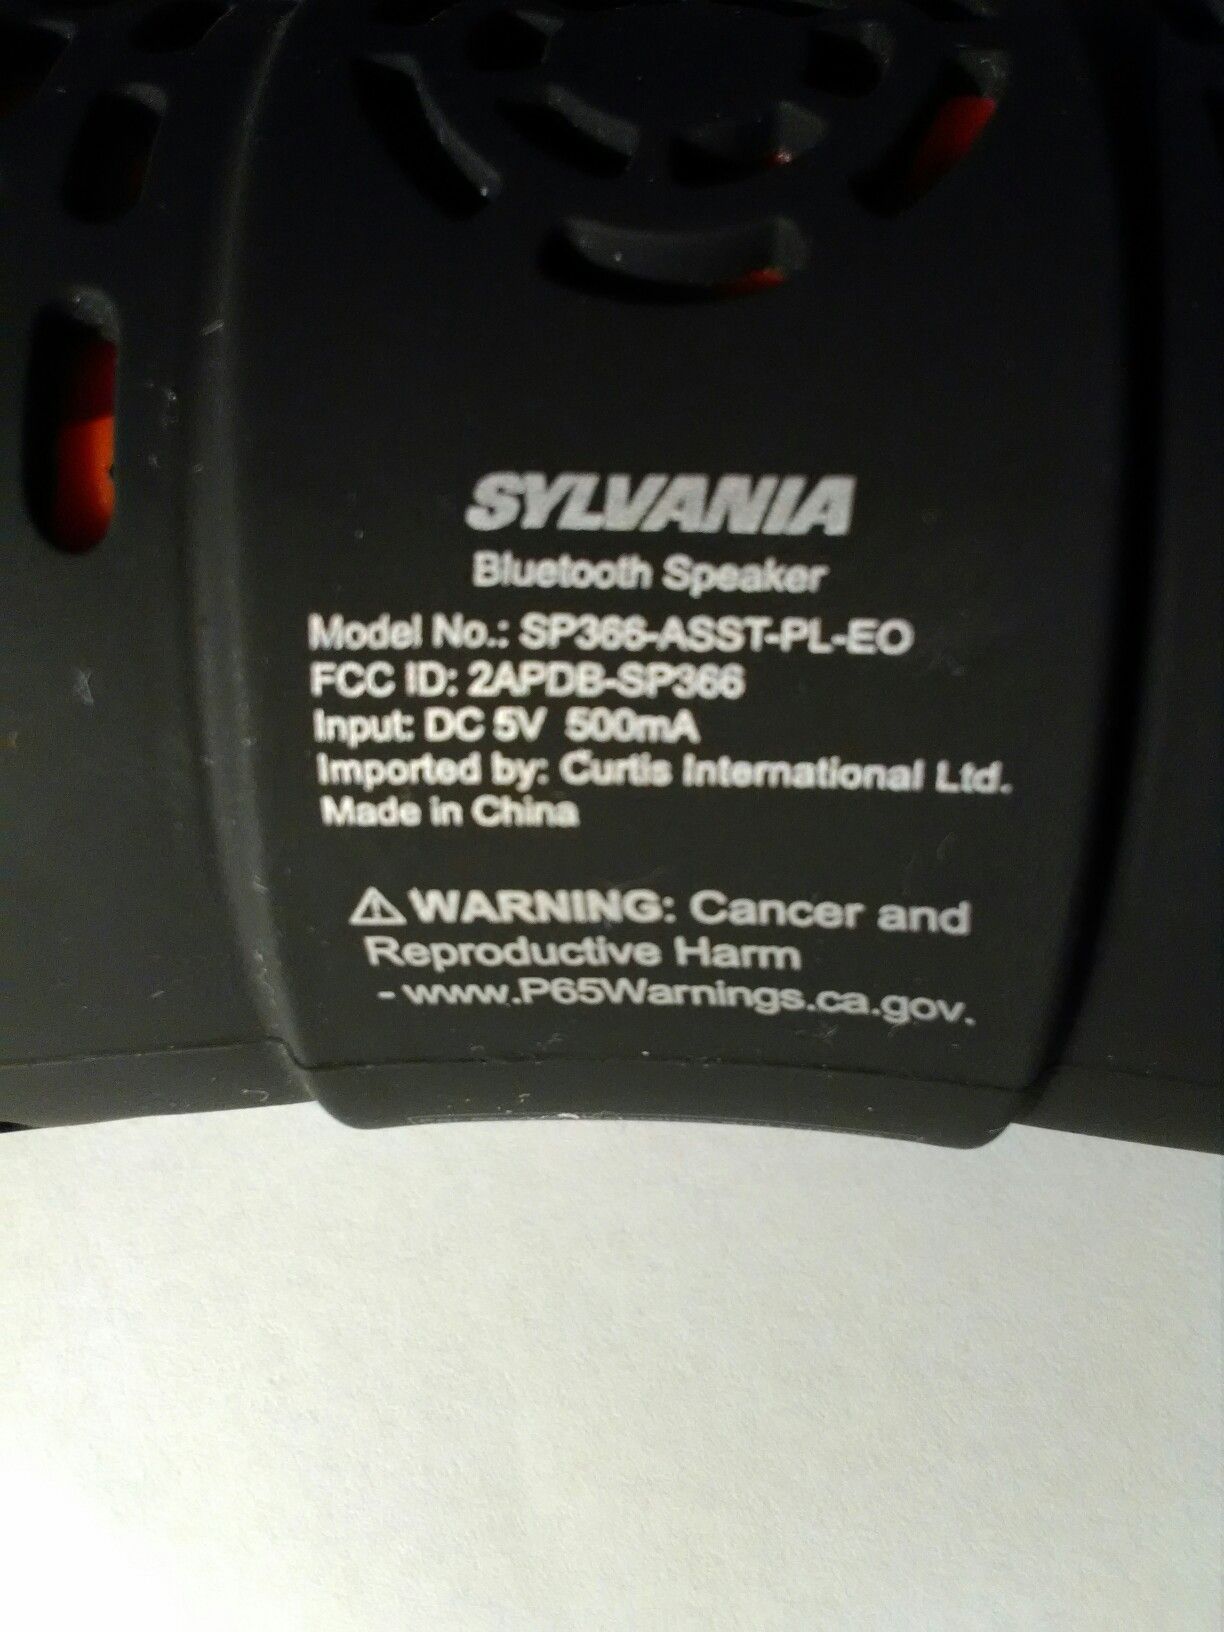 SYLVANIA
Bluetooth Speaker
Model No.: SP366-ASST-PL-EO
FCC ID: 2APDB-SP366
Input: DC 5V 500mA
Imported by: Curtis International Ltd.
Made in China
⚠WARNING: Cancer and
Reproductive Harm
- www.P65Warnings.ca.gov.